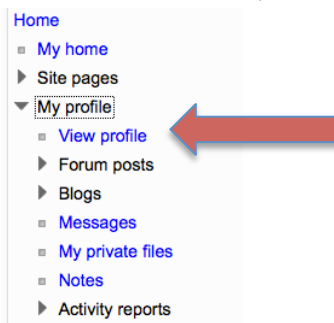 Home
My home
Site pages
My profile
View profile
Forum posts
Blogs
Messages
My private files
Notes
Activity reports